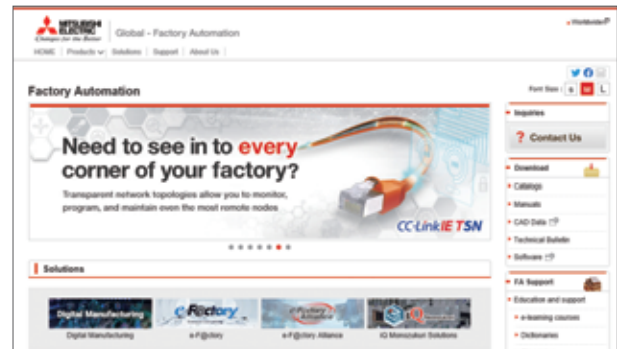 MITSUBISHI
ELECTRIC
Changes for the Better
Global - Factory Automation
Worldwide
HOME | Products | Solutions | Support | About Us
Font Size : S M L
Factory Automation
Need to see in to every
corner of your factory?
Transparent network topologies allow you to monitor,
program, and maintain even the most remote nodes
CC-Link IE TSN
Inquiries
? Contact Us
Download
Catalogs
Manuals
CAD Data
Technical Bulletin
Software
FA Support
Education and support
e-learning courses
Dictionaries
Solutions
Digital Manufacturing
e-F@ctory
e-F@ctory
Alliance
iQ Monozukuri
Digital Manufacturing
e-F@ctory
e-F@ctory Alliance
iQ Monozukuri Solutions